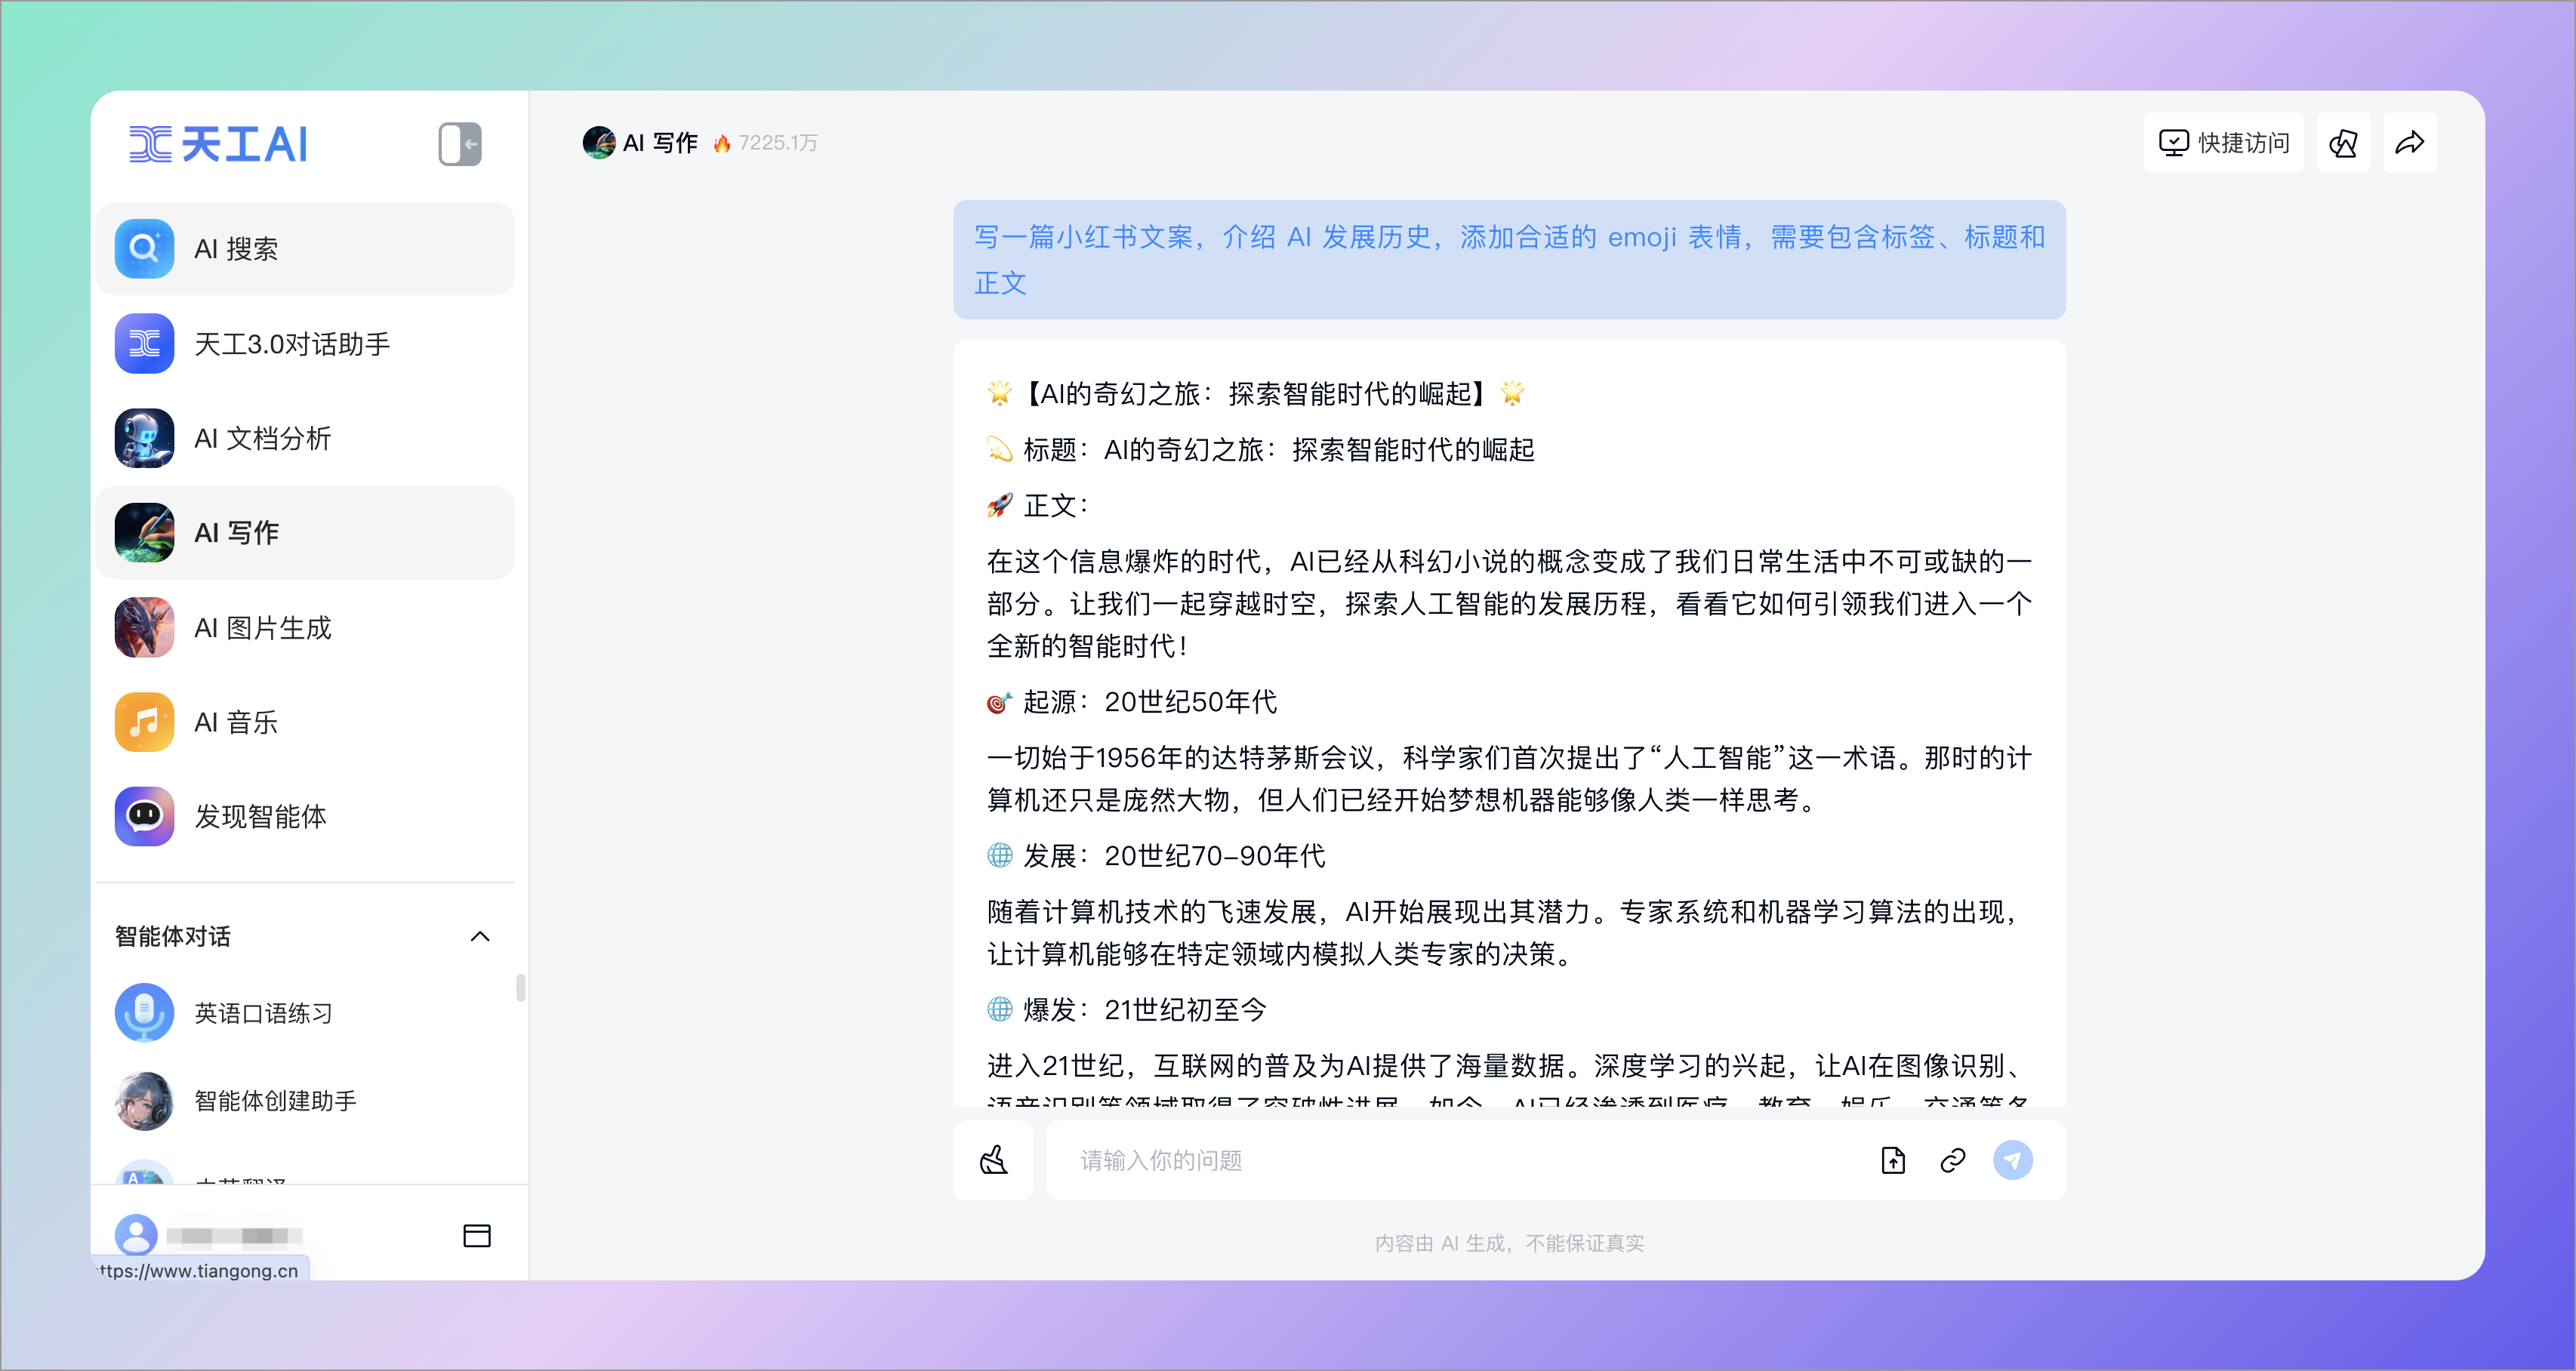 天工AI
AI 搜索
天工3.0对话助手
AI 文档分析
AI 写作
AI 图片生成
AI 音乐
发现智能体
智能体对话
英语口语练习
智能体创建助手
ttps://www.tiangong.cn
AI 写作 🔥 7225.1万
快捷访问
写一篇小红书文案，介绍 AI 发展历史，添加合适的 emoji 表情，需要包含标签、标题和
正文
🌟【AI的奇幻之旅：探索智能时代的崛起】🌟
💫 标题：AI的奇幻之旅：探索智能时代的崛起
🚀 正文：
在这个信息爆炸的时代，AI已经从科幻小说的概念变成了我们日常生活中不可或缺的一
部分。让我们一起穿越时空，探索人工智能的发展历程，看看它如何引领我们进入一个
全新的智能时代！
🎯 起源：20世纪50年代
一切始于1956年的达特茅斯会议，科学家们首次提出了“人工智能”这一术语。那时的计
算机还只是庞然大物，但人们已经开始梦想机器能够像人类一样思考。
🌐 发展：20世纪70-90年代
随着计算机技术的飞速发展，AI开始展现出其潜力。专家系统和机器学习算法的出现，
让计算机能够在特定领域内模拟人类专家的决策。
🌐 爆发：21世纪初至今
进入21世纪，互联网的普及为AI提供了海量数据。深度学习的兴起，让AI在图像识别、
请输入你的问题
内容由 AI 生成，不能保证真实